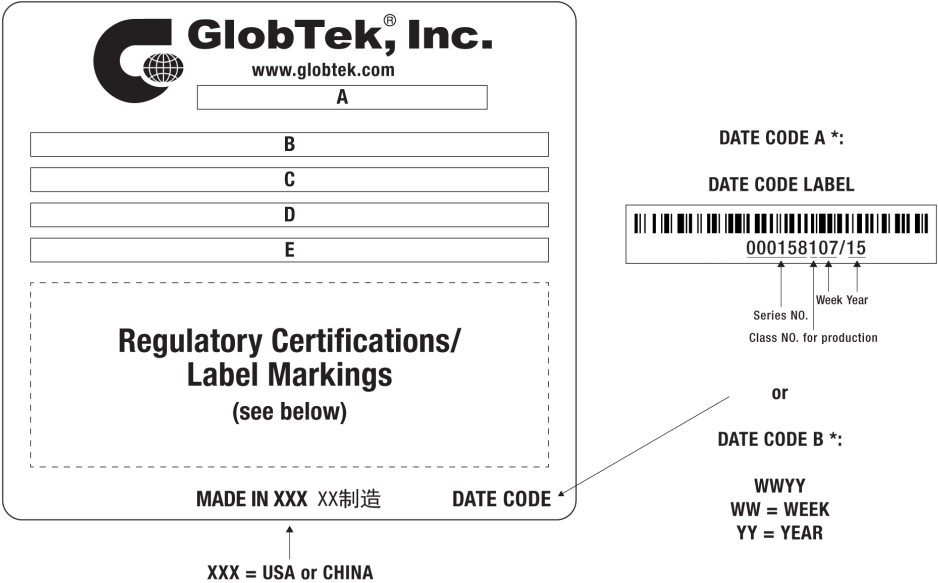 GlobTek,® Inc.
www.globtek.com
A
B
C
D
E
Regulatory Certifications/
Label Markings
(see below)
MADE IN XXX XX制造
DATE CODE
XXX = USA or CHINA
DATE CODE A *:
DATE CODE LABEL
000158107/15
Week Year
Series NO.
Class NO. for production
or
DATE CODE B *:
WWYY
WW = WEEK
YY = YEAR